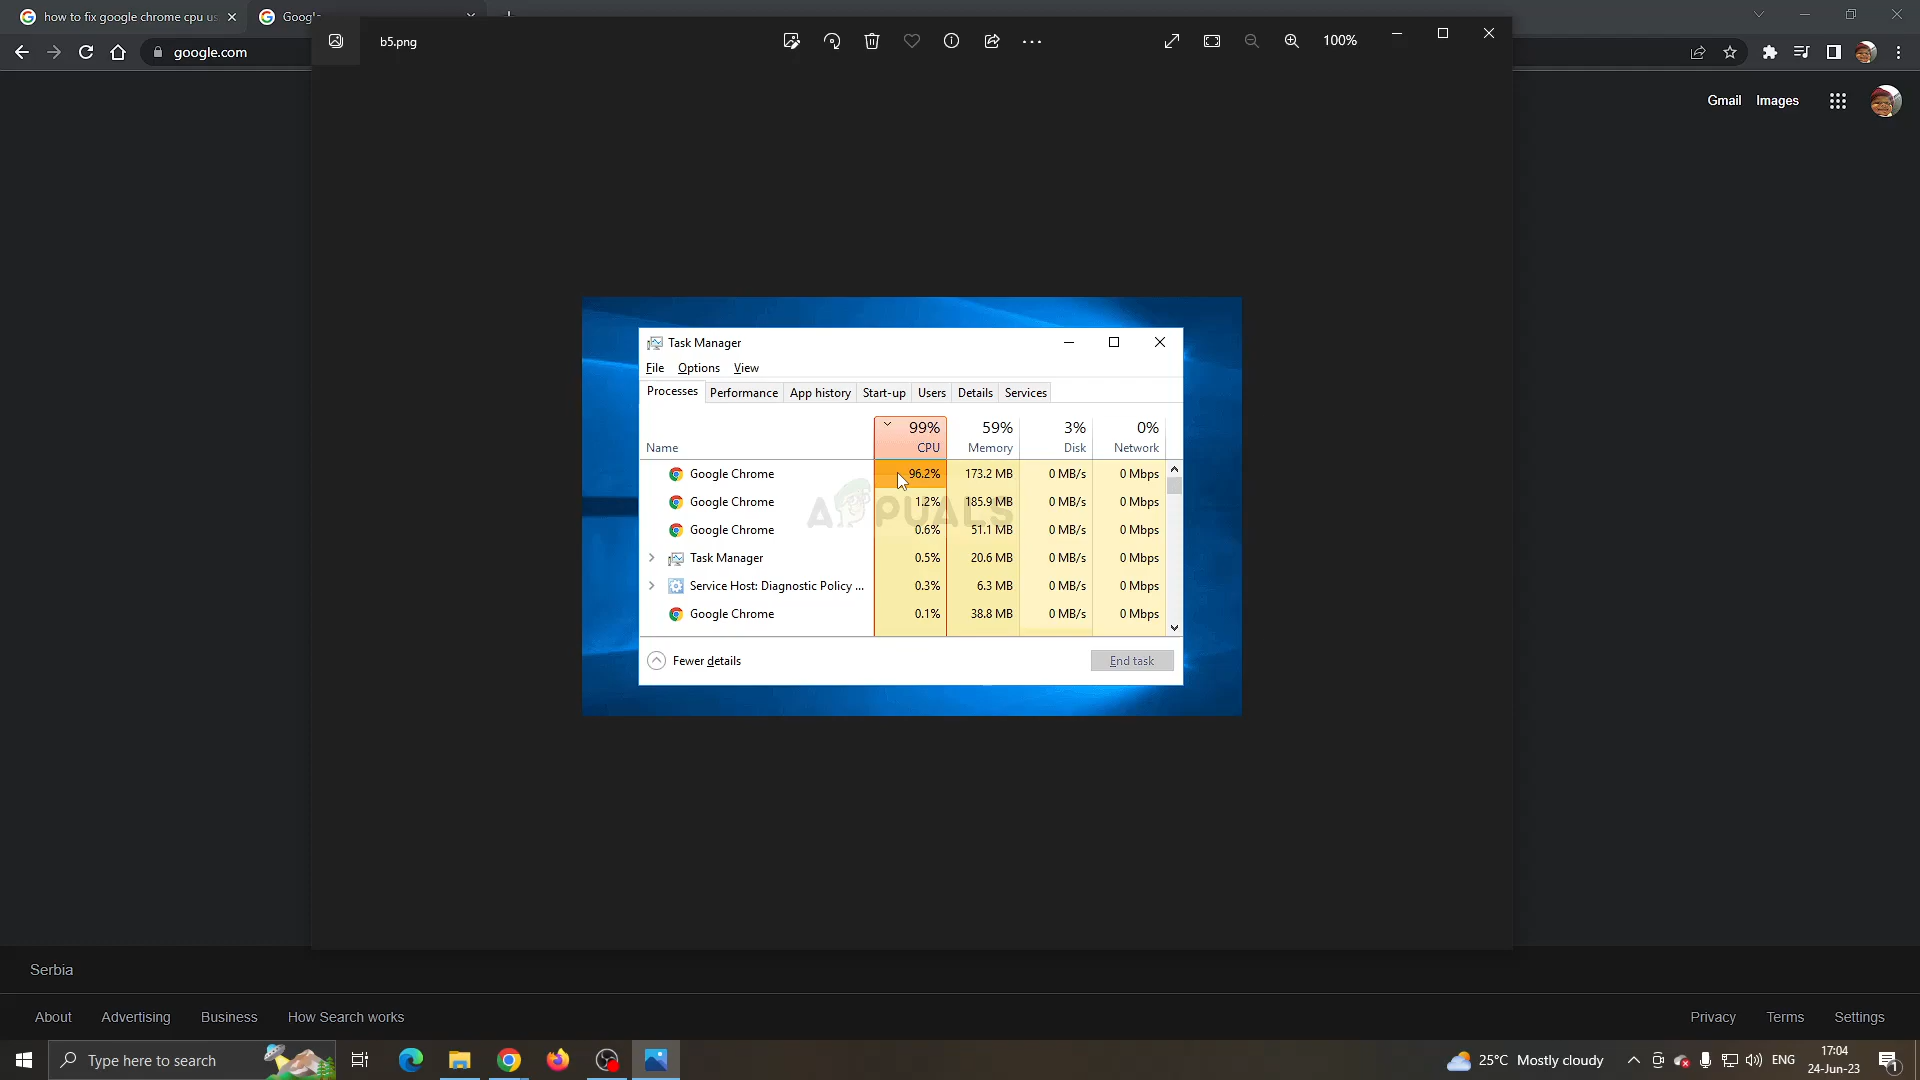 how to fix google chrome cpu us
Google
google.com
b5.png
100%
Gmail
Images
Task Manager
File Options View
Processes Performance App history Start-up Users Details Services
99% 59% 3% 0%
Name CPU Memory Disk Network
Google Chrome 96.2% 173.2 MB 0 MB/s 0 Mbps
Google Chrome 1.2% 185.9 MB 0 MB/s 0 Mbps
APPUALS
Google Chrome 0.6% 51.1 MB 0 MB/s 0 Mbps
Task Manager 0.5% 20.6 MB 0 MB/s 0 Mbps
Service Host: Diagnostic Policy ... 0.3% 6.3 MB 0 MB/s 0 Mbps
Google Chrome 0.1% 38.8 MB 0 MB/s 0 Mbps
Fewer details
End task
Serbia
About Advertising Business How Search works
Privacy Terms Settings
Type here to search
25°C Mostly cloudy
ENG
17:04
24-Jun-23
1